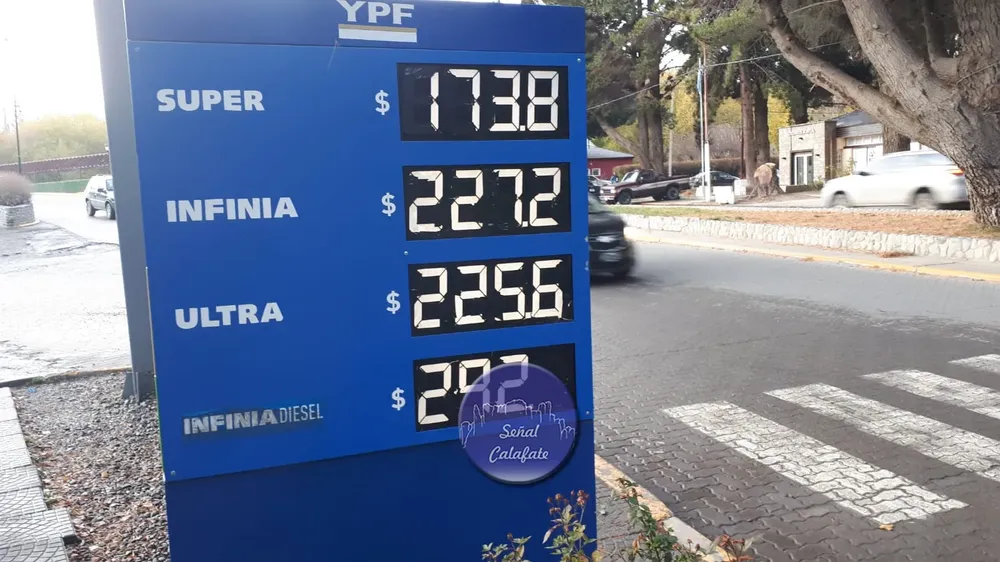 YPF
SUPER $ 173.8
INFINIA $ 227.2
ULTRA $ 225.6
INFINIA DIESEL $
Señal
Calafate